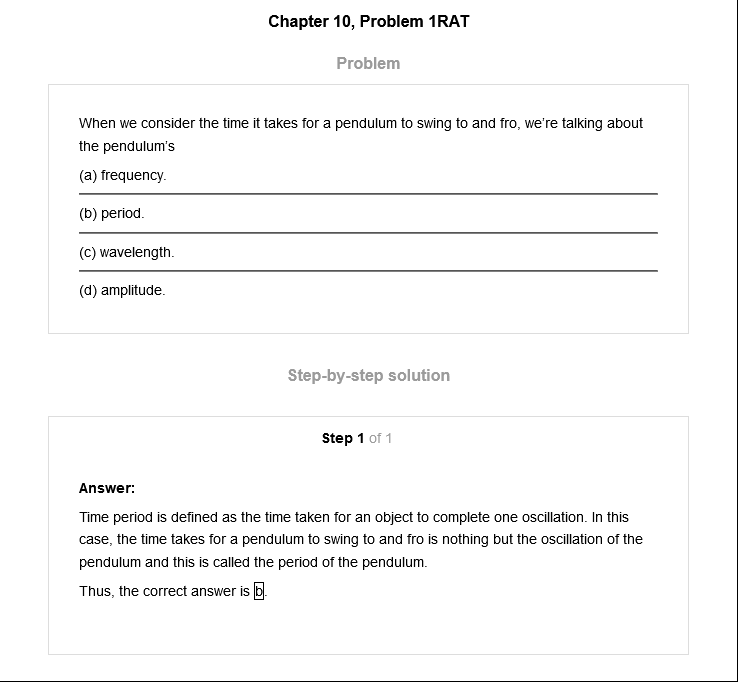 Chapter 10, Problem 1RAT
Problem
When we consider the time it takes for a pendulum to swing to and fro, we're talking about
the pendulum's
(a) frequency.
(b) period.
(c) wavelength.
(d) amplitude.
Step-by-step solution
Step 1 of 1
Answer:
Time period is defined as the time taken for an object to complete one oscillation. In this
case, the time takes for a pendulum to swing to and fro is nothing but the oscillation of the
pendulum and this is called the period of the pendulum.
Thus, the correct answer is b.